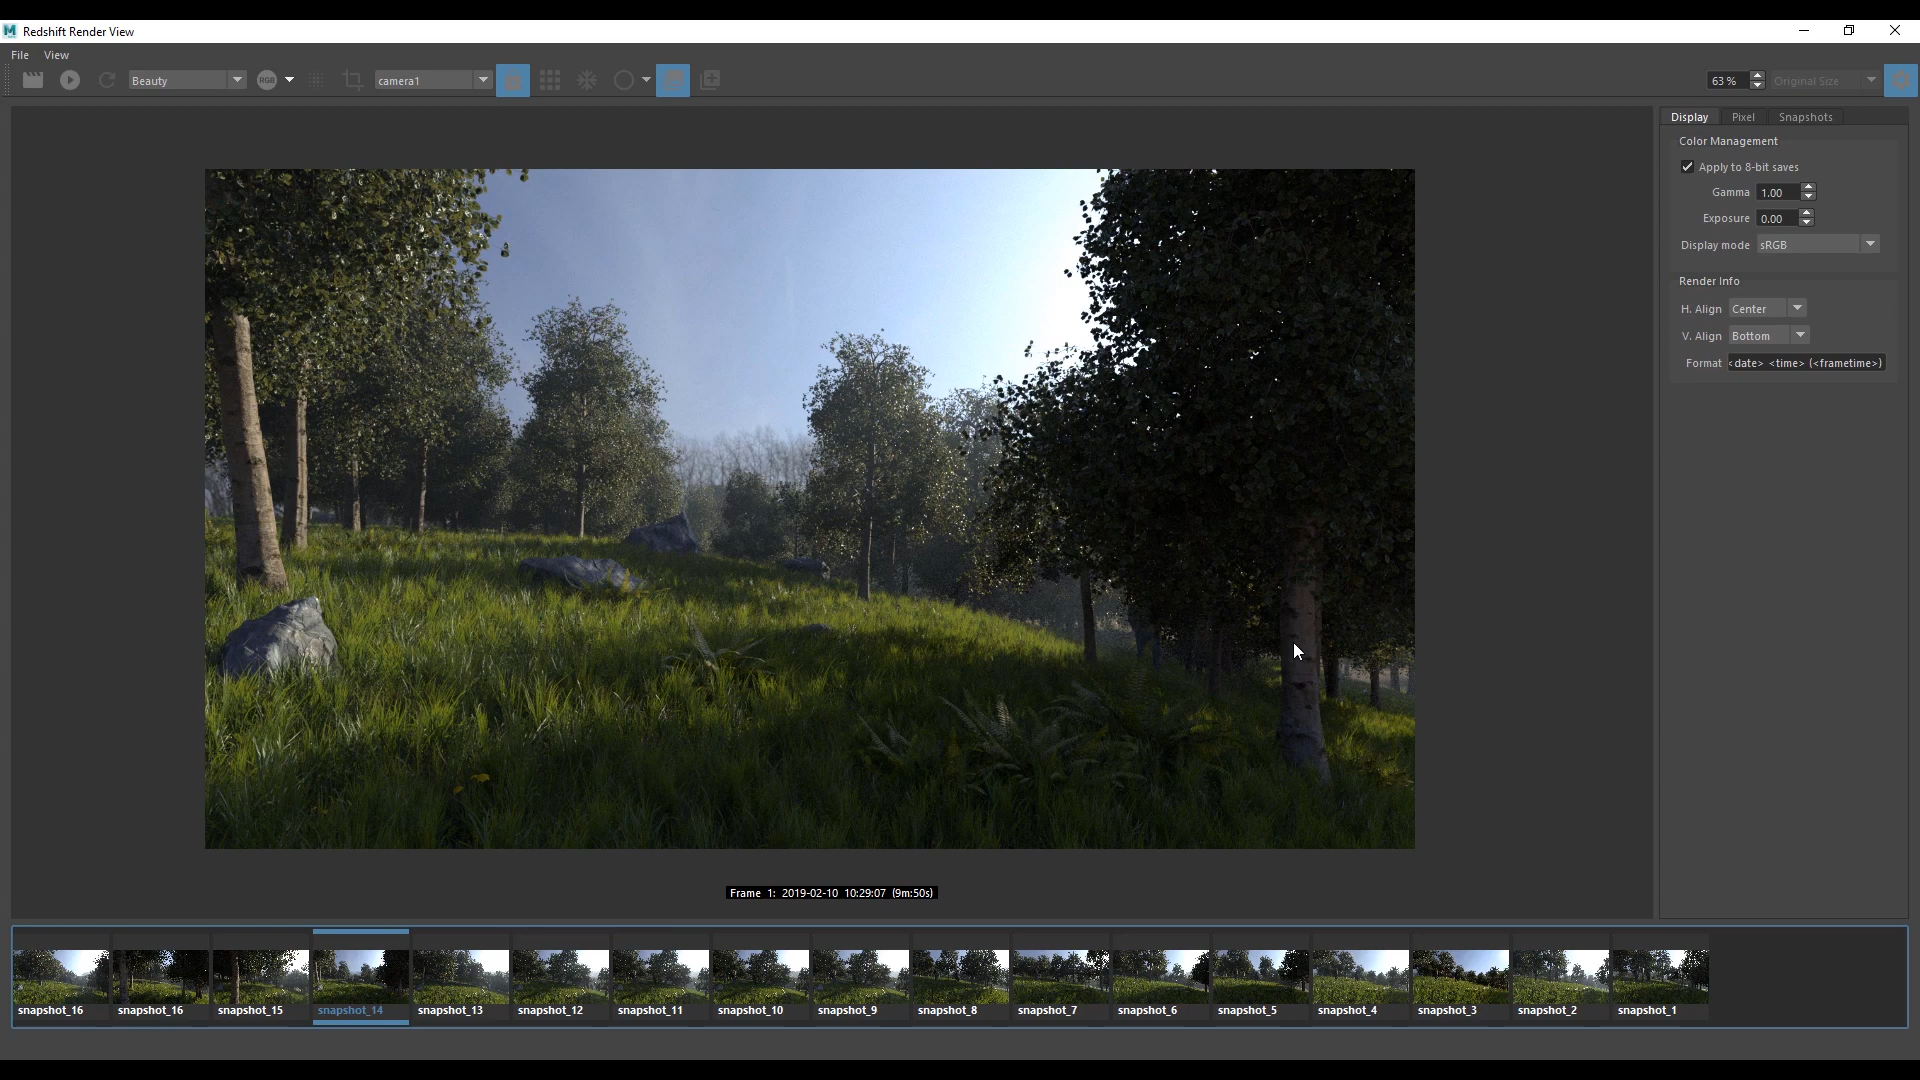 Redshift Render View
File View
Beauty RGB camera1 63 % Original Size
Display Pixel Snapshots
Color Management
Apply to 8-bit saves
Gamma 1.00
Exposure 0.00
Display mode sRGB
Render Info
H. Align Center
V. Align Bottom
Format <date> <time> (<frametime>)
Frame 1: 2019-02-10 10:29:07 (9m:50s)
snapshot_16 snapshot_16 snapshot_15 snapshot_14 snapshot_13 snapshot_12 snapshot_11 snapshot_10 snapshot_9 snapshot_8 snapshot_7 snapshot_6 snapshot_5 snapshot_4 snapshot_3 snapshot_2 snapshot_1